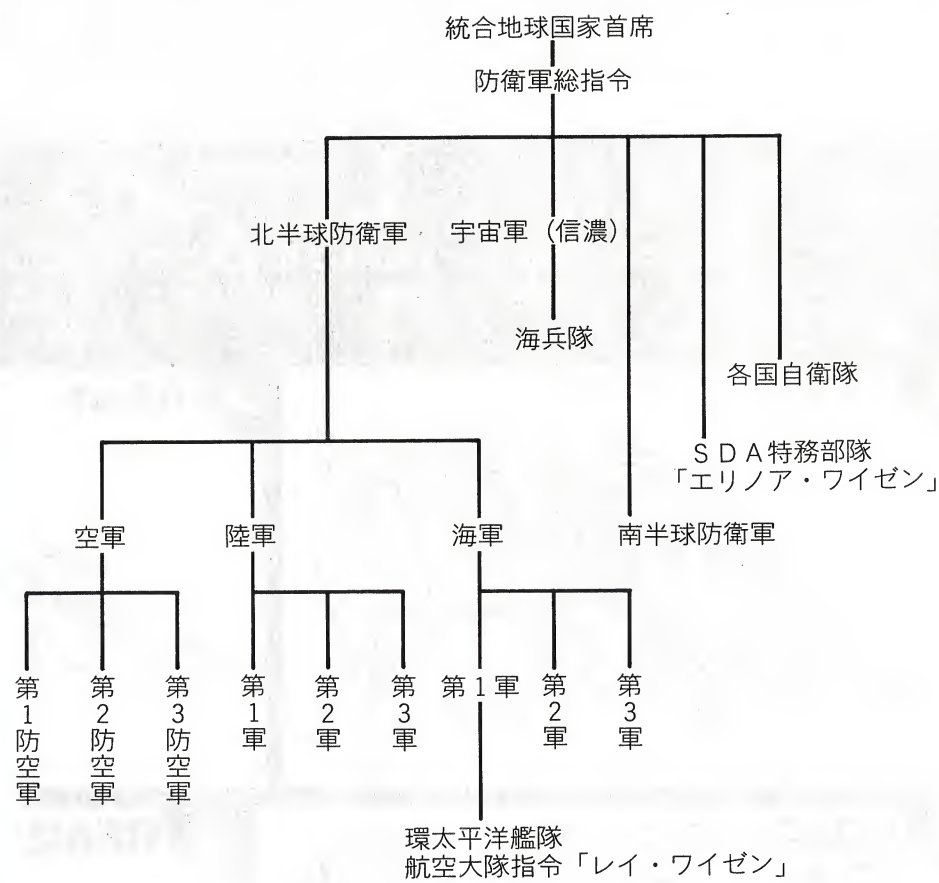 統合地球国家首席
防衛軍総指令
北半球防衛軍
宇宙軍（信濃）
海兵隊
各国自衛隊
ＳＤＡ特務部隊
「エリノア・ワイゼン」
南半球防衛軍
空軍
陸軍
海軍
第1防空軍
第2防空軍
第3防空軍
第1軍
第2軍
第3軍
第1軍
第2軍
第3軍
環太平洋艦隊
航空大隊指令「レイ・ワイゼン」